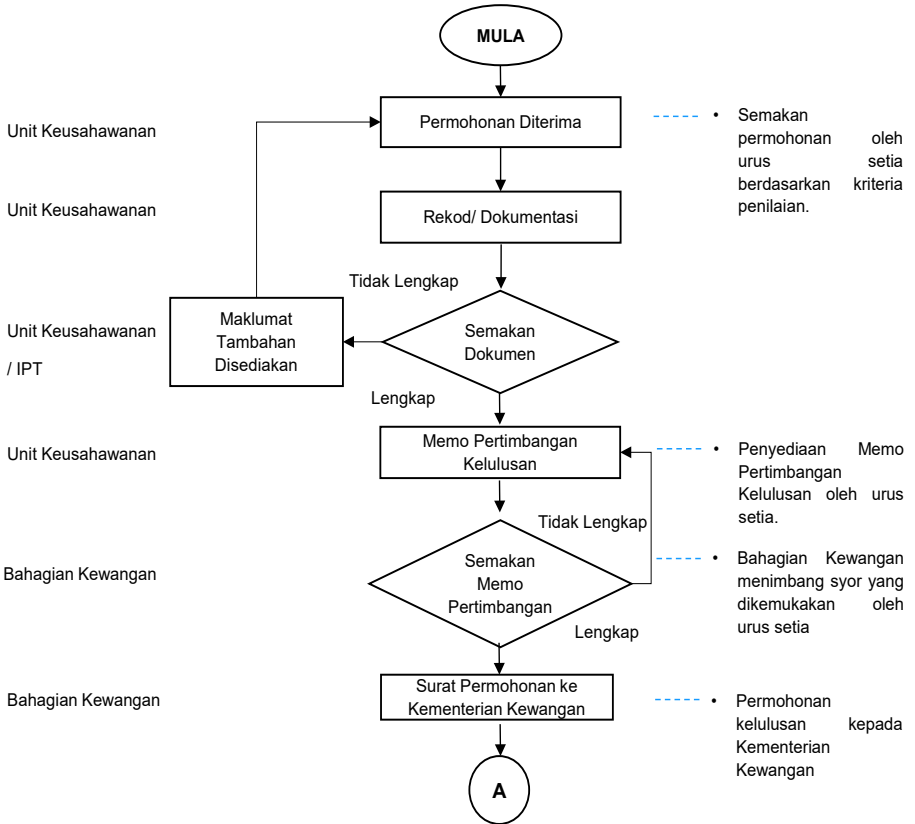 MULA
Unit Keusahawanan
Permohonan Diterima
• Semakan
permohonan oleh
urus setia
berdasarkan kriteria
penilaian.
Unit Keusahawanan
Rekod/ Dokumentasi
Tidak Lengkap
Unit Keusahawanan
/ IPT
Maklumat
Tambahan
Disediakan
Semakan
Dokumen
Lengkap
Unit Keusahawanan
Memo Pertimbangan
Kelulusan
• Penyediaan Memo
Pertimbangan
Kelulusan oleh urus
setia.
Tidak Lengkap
Bahagian Kewangan
Semakan
Memo
Pertimbangan
• Bahagian Kewangan
menimbang syor yang
dikemukakan oleh
urus setia
Lengkap
Bahagian Kewangan
Surat Permohonan ke
Kementerian Kewangan
• Permohonan
kelulusan kepada
Kementerian
Kewangan
A